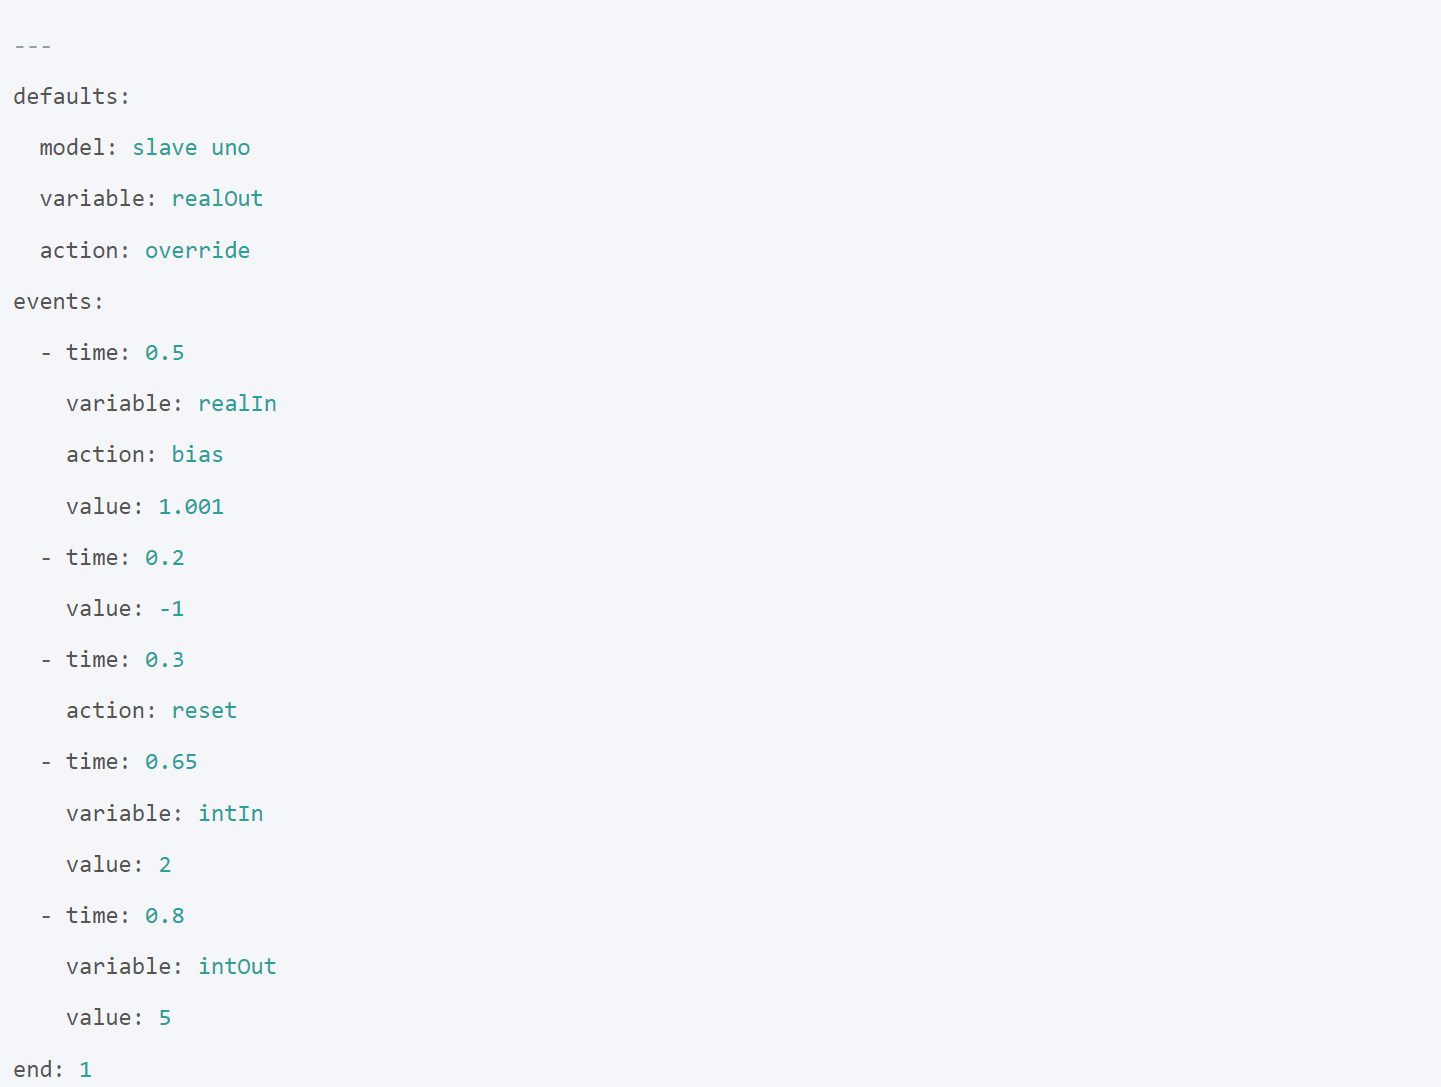 ---
defaults:
  model: slave uno
  variable: realOut
  action: override
events:
  - time: 0.5
    variable: realIn
    action: bias
    value: 1.001
  - time: 0.2
    value: -1
  - time: 0.3
    action: reset
  - time: 0.65
    variable: intIn
    value: 2
  - time: 0.8
    variable: intOut
    value: 5
end: 1